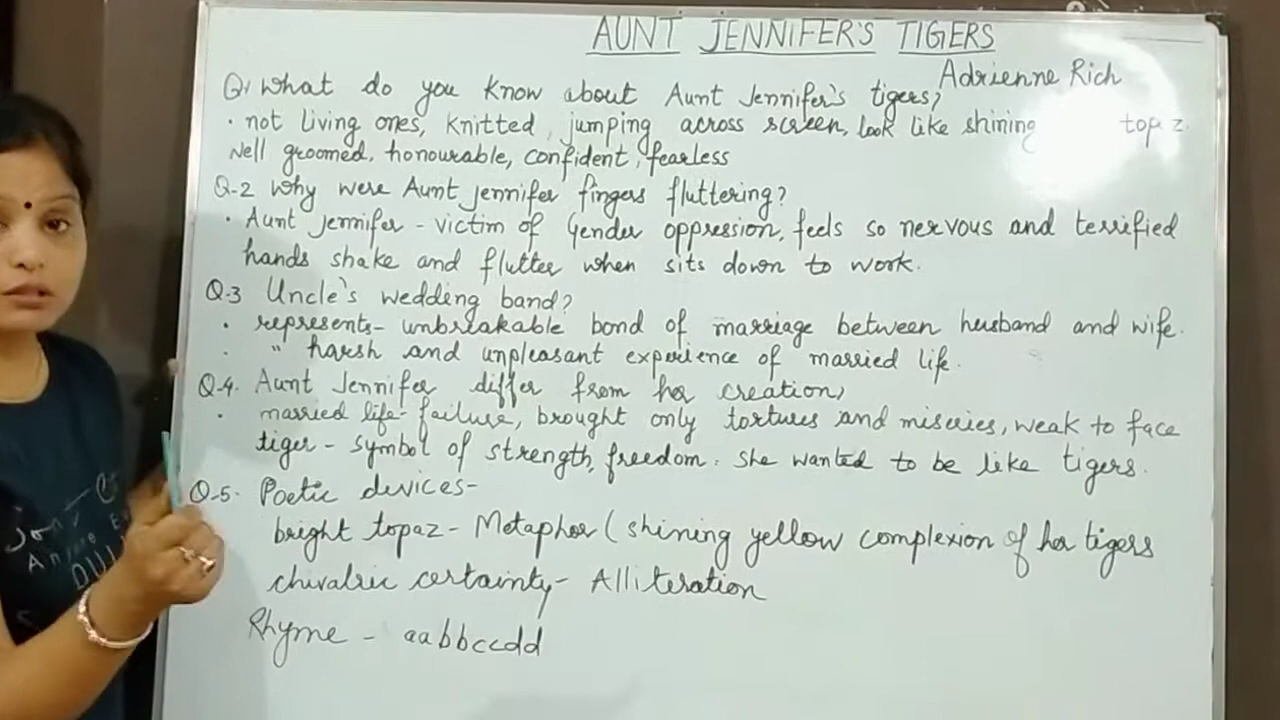 AUNT JENNIFER'S TIGERS
Adrienne Rich
Q1 What do you know about Aunt Jennifer's tigers?
· not living ones, knitted, jumping across screen, look like shining topaz
Well groomed, honourable, confident, fearless
Q-2 Why were Aunt Jennifer fingers fluttering?
· Aunt Jennifer - victim of Gender oppression, feels so nervous and terrified
hands shake and flutter when sits down to work.
Q-3 Uncle's wedding band?
· represents - unbreakable bond of marriage between husband and wife.
· " harsh and unpleasant experience of married life.
Q-4. Aunt Jennifer differ from her creation,
· married life - failure, brought only tortures and miseries, weak to face
tiger - symbol of strength, freedom. She wanted to be like tigers.
Q-5. Poetic devices-
bright topaz - Metaphor (shining yellow complexion of her tigers
chivalric certainty - Alliteration
Rhyme - aabbccdd